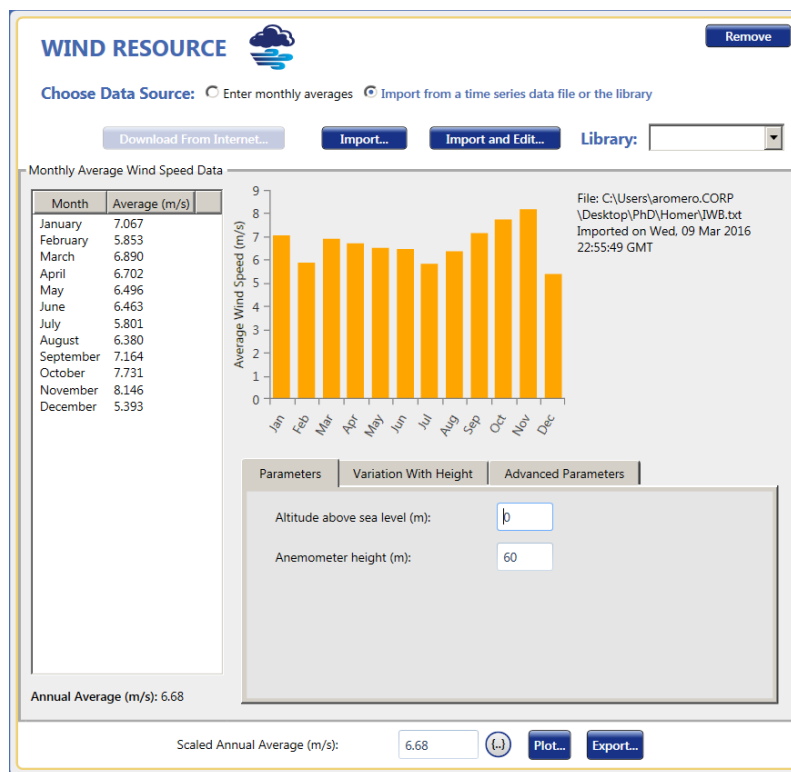 WIND RESOURCE
Remove
Choose Data Source: Enter monthly averages Import from a time series data file or the library
Download From Internet... Import... Import and Edit... Library:
Monthly Average Wind Speed Data
Month Average (m/s)
January 7.067
February 5.853
March 6.890
April 6.702
May 6.496
June 6.463
July 5.801
August 6.380
September 7.164
October 7.731
November 8.146
December 5.393
Annual Average (m/s): 6.68
Average Wind Speed (m/s)
9
8
7
6
5
4
3
2
1
0
Jan Feb Mar Apr May Jun Jul Aug Sep Oct Nov Dec
File: C:\Users\aromero.CORP
\Desktop\PhD\Homer\IWB.txt
Imported on Wed, 09 Mar 2016
22:55:49 GMT
Parameters Variation With Height Advanced Parameters
Altitude above sea level (m): 0
Anemometer height (m): 60
Scaled Annual Average (m/s): 6.68 {..} Plot... Export...